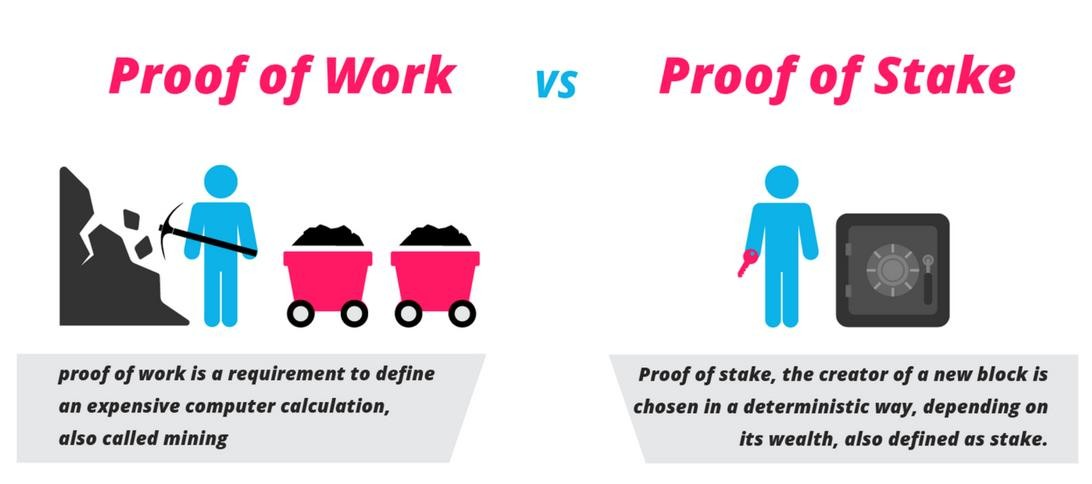 Proof of Work vs Proof of Stake
proof of work is a requirement to define
an expensive computer calculation,
also called mining
Proof of stake, the creator of a new block is
chosen in a deterministic way, depending on
its wealth, also defined as stake.